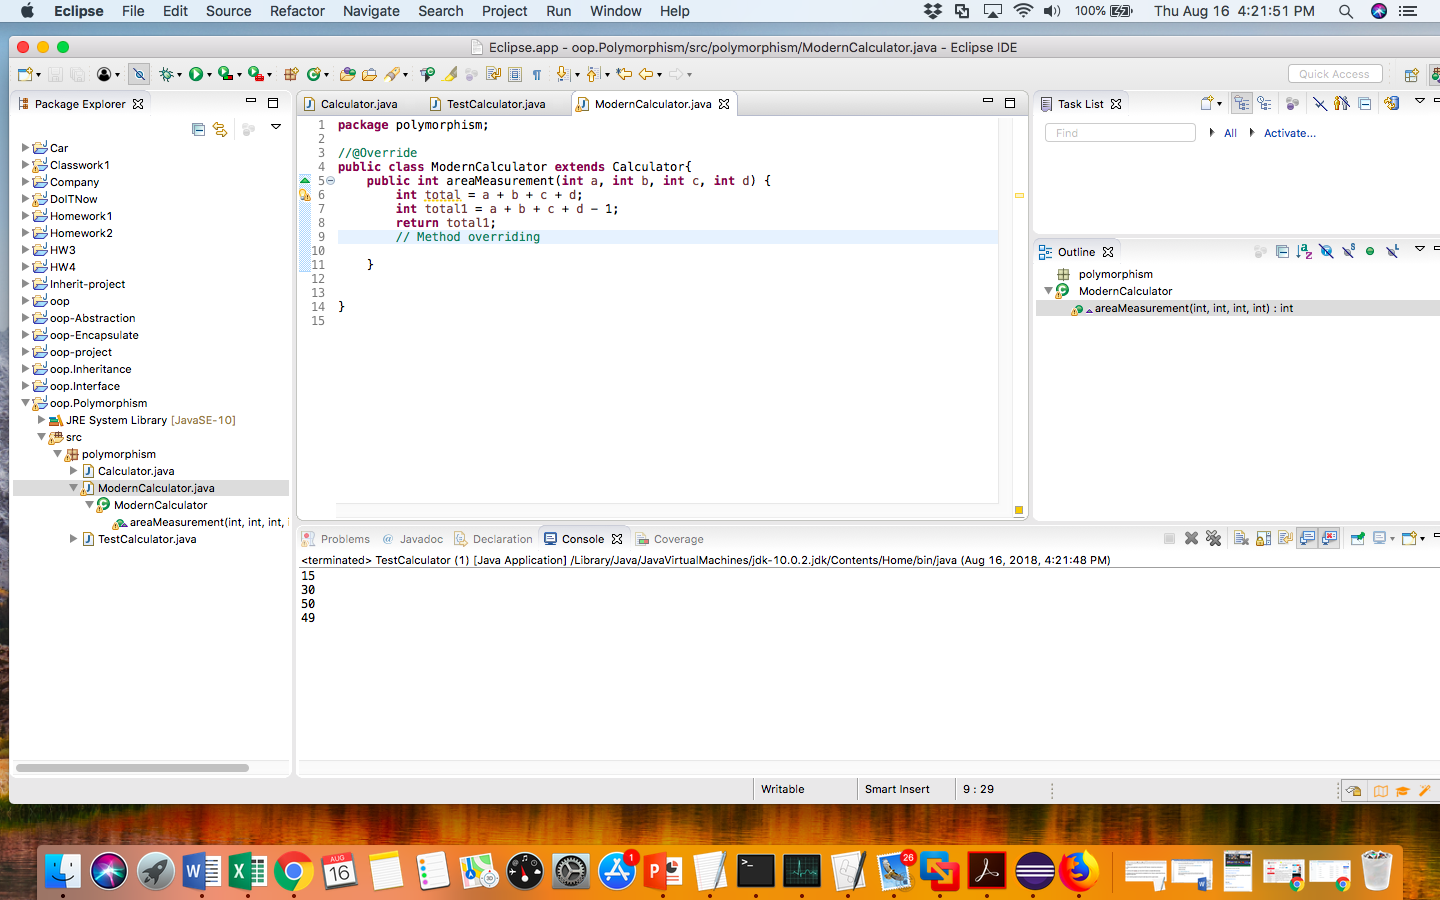 Eclipse File Edit Source Refactor Navigate Search Project Run Window Help 100% Thu Aug 16 4:21:51 PM
Eclipse.app - oop.Polymorphism/src/polymorphism/ModernCalculator.java - Eclipse IDE
Quick Access
Package Explorer
Car
Classwork1
Company
DoITNow
Homework1
Homework2
HW3
HW4
Inherit-project
oop
oop-Abstraction
oop-Encapsulate
oop-project
oop.Inheritance
oop.Interface
oop.Polymorphism
JRE System Library [JavaSE-10]
src
polymorphism
Calculator.java
ModernCalculator.java
ModernCalculator
areaMeasurement(int, int, int,
TestCalculator.java
Calculator.java TestCalculator.java ModernCalculator.java
1 package polymorphism;
2
3 //@Override
4 public class ModernCalculator extends Calculator{
5 public int areaMeasurement(int a, int b, int c, int d) {
6 int total = a + b + c + d;
7 int total1 = a + b + c + d - 1;
8 return total1;
9 // Method overriding
10
11 }
12
13
14 }
15
Task List
Find All Activate...
Outline
polymorphism
ModernCalculator
areaMeasurement(int, int, int, int) : int
Problems @ Javadoc Declaration Console Coverage
<terminated> TestCalculator (1) [Java Application] /Library/Java/JavaVirtualMachines/jdk-10.0.2.jdk/Contents/Home/bin/java (Aug 16, 2018, 4:21:48 PM)
15
30
50
49
Writable Smart Insert 9 : 29
AUG
16
1
26